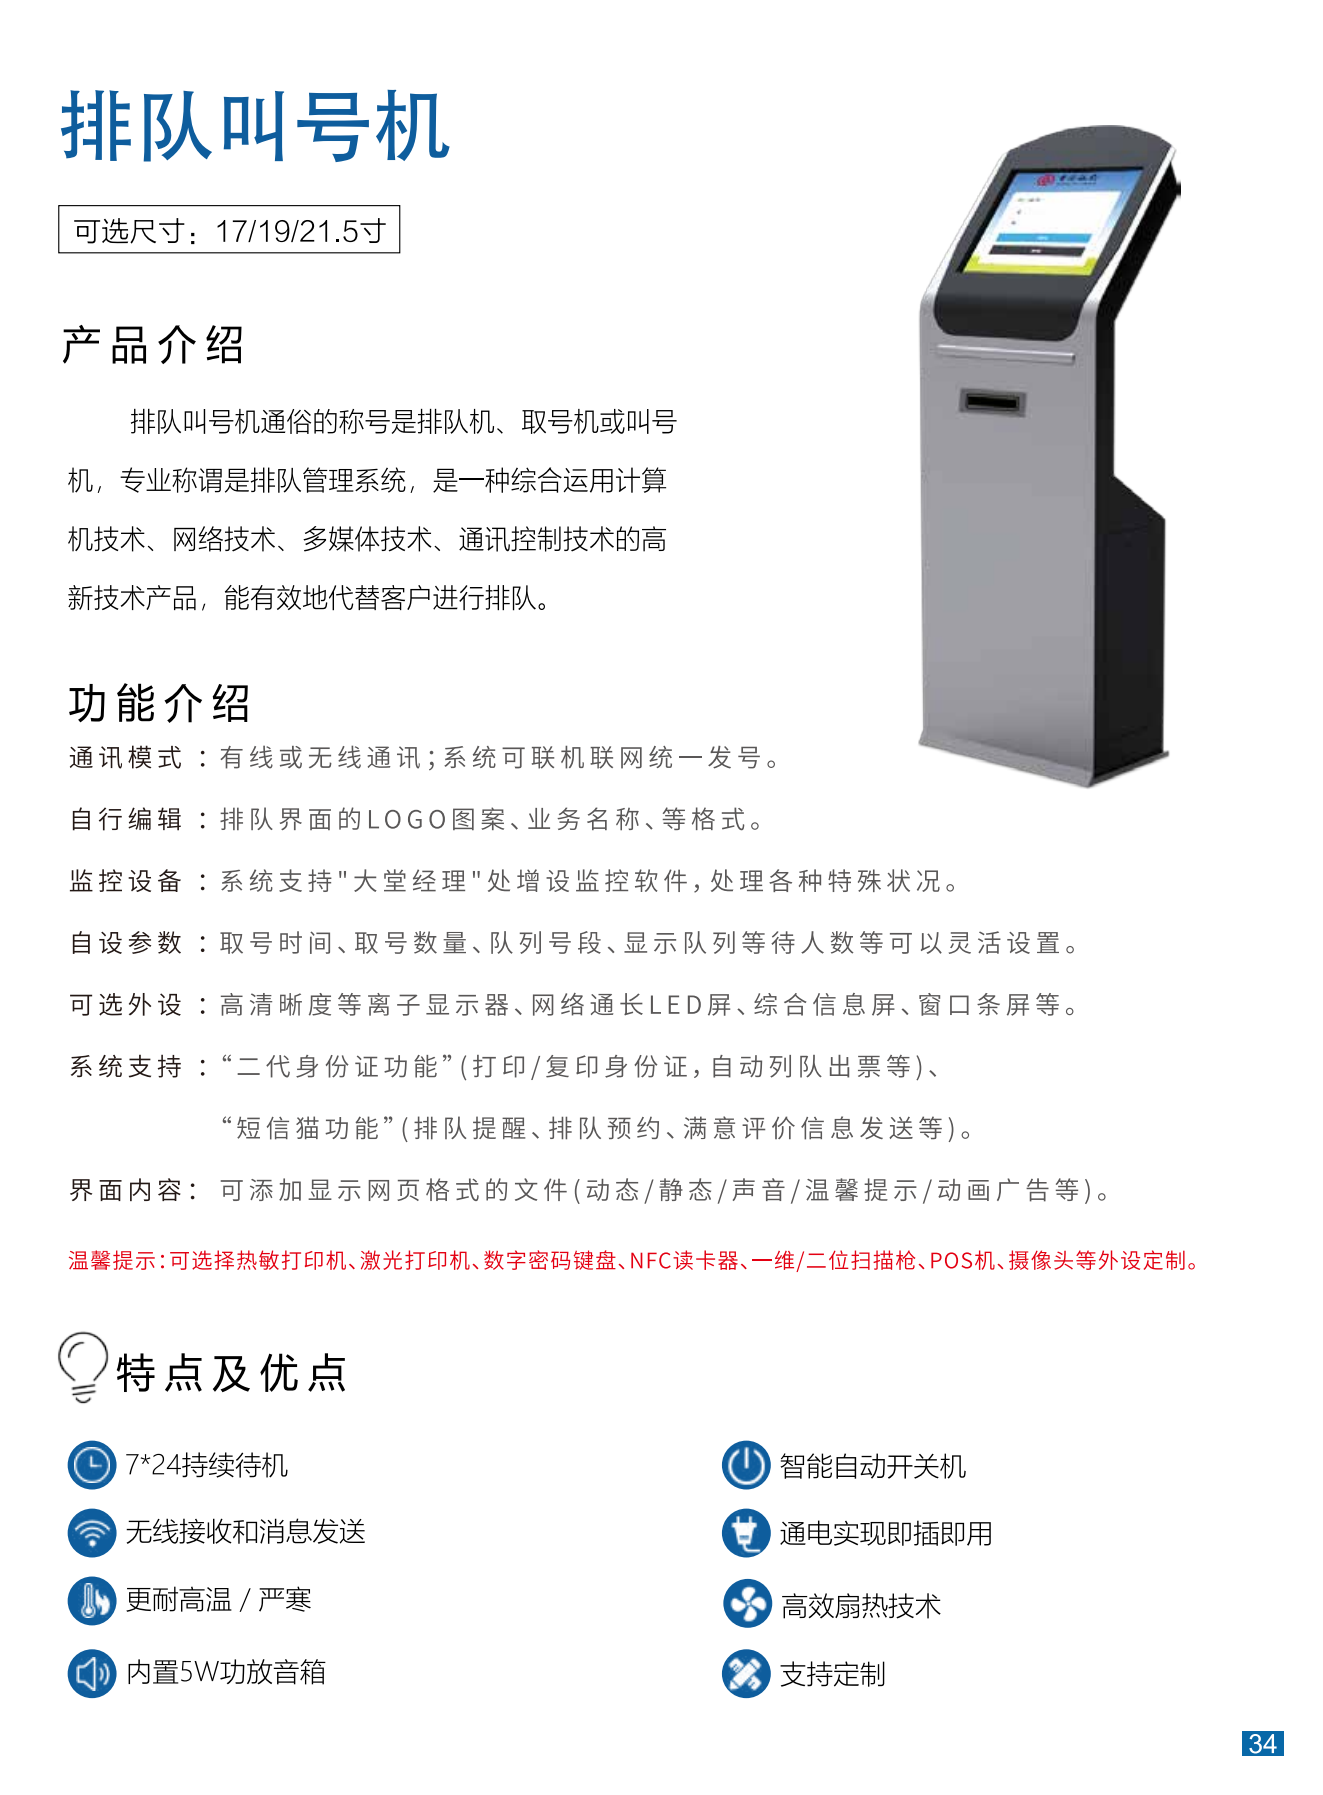 排队叫号机
可选尺寸：17/19/21.5寸
产品介绍
排队叫号机通俗的称号是排队机、取号机或叫号
机，专业称谓是排队管理系统，是一种综合运用计算
机技术、网络技术、多媒体技术、通讯控制技术的高
新技术产品，能有效地代替客户进行排队。
功能介绍
通讯模式：有线或无线通讯；系统可联机联网统一发号。
自行编辑：排队界面的LOGO图案、业务名称、等格式。
监控设备：系统支持"大堂经理"处增设监控软件，处理各种特殊状况。
自设参数：取号时间、取号数量、队列号段、显示队列等待人数等可以灵活设置。
可选外设：高清晰度等离子显示器、网络通长LED屏、综合信息屏、窗口条屏等。
系统支持：“二代身份证功能”(打印/复印身份证，自动列队出票等)、
“短信猫功能”(排队提醒、排队预约、满意评价信息发送等)。
界面内容：可添加显示网页格式的文件(动态/静态/声音/温馨提示/动画广告等)。
温馨提示：可选择热敏打印机、激光打印机、数字密码键盘、NFC读卡器、一维/二位扫描枪、POS机、摄像头等外设定制。
特点及优点
7*24持续待机
智能自动开关机
无线接收和消息发送
通电实现即插即用
更耐高温 / 严寒
高效扇热技术
内置5W功放音箱
支持定制
34